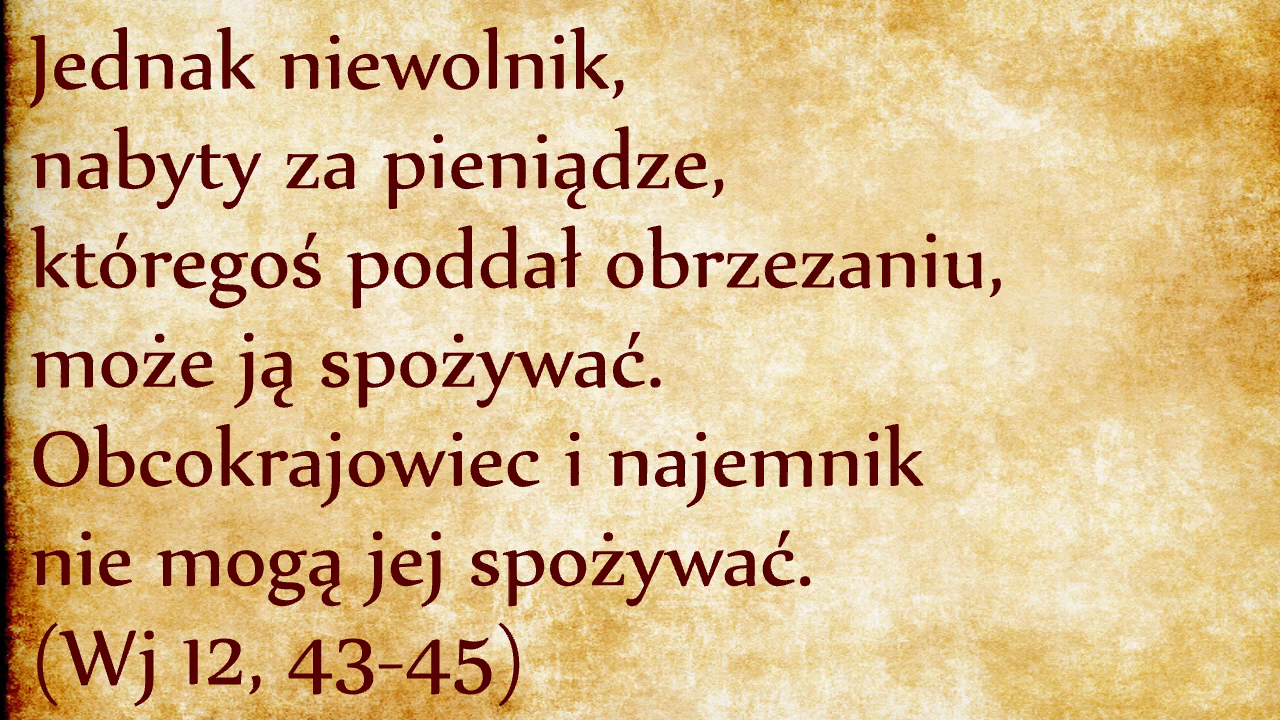 Jednak niewolnik,
nabyty za pieniądze,
któregoś poddał obrzezaniu,
może ją spożywać.
Obcokrajowiec i najemnik
nie mogą jej spożywać.
(Wj 12, 43-45)